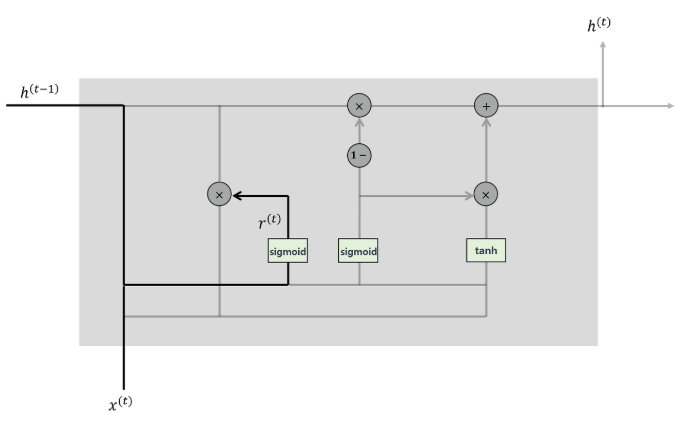 h^(t)
h^(t−1)
×
+
1 −
×
×
r^(t)
sigmoid
sigmoid
tanh
x^(t)